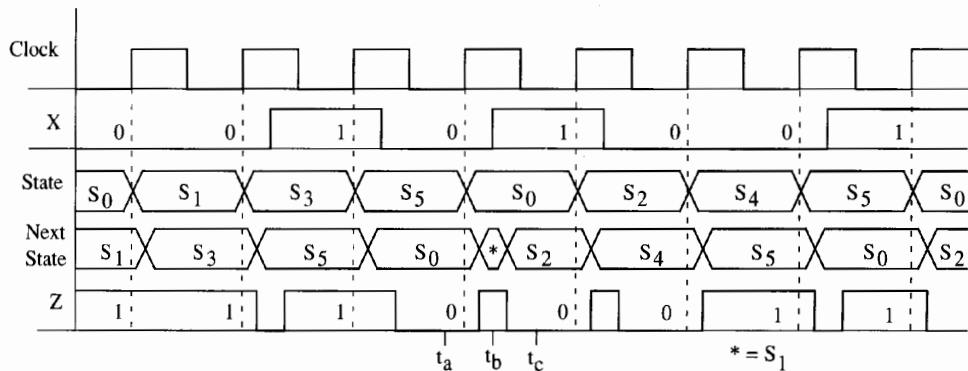 Clock
X 0 0 1 0 1 0 0 1
State S0 S1 S3 S5 S0 S2 S4 S5 S0
Next State S1 S3 S5 S0 * S2 S4 S5 S0 S2
Z 1 1 1 0 0 0 1 1
ta tb tc * = S1